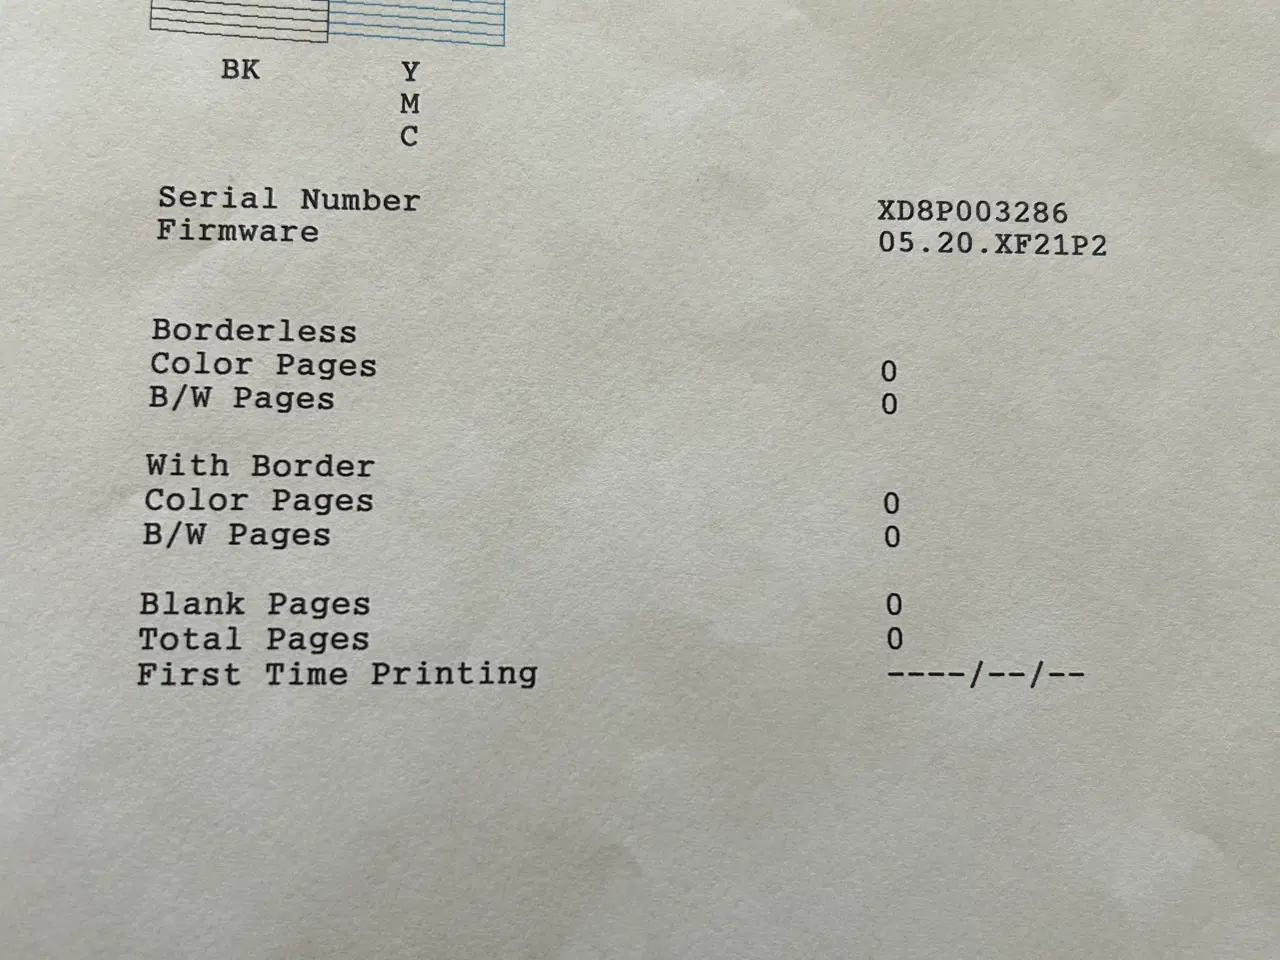 BK Y
M
C
Serial Number XD8P003286
Firmware 05.20.XF21P2
Borderless
Color Pages 0
B/W Pages 0
With Border
Color Pages 0
B/W Pages 0
Blank Pages 0
Total Pages 0
First Time Printing ----/--/--